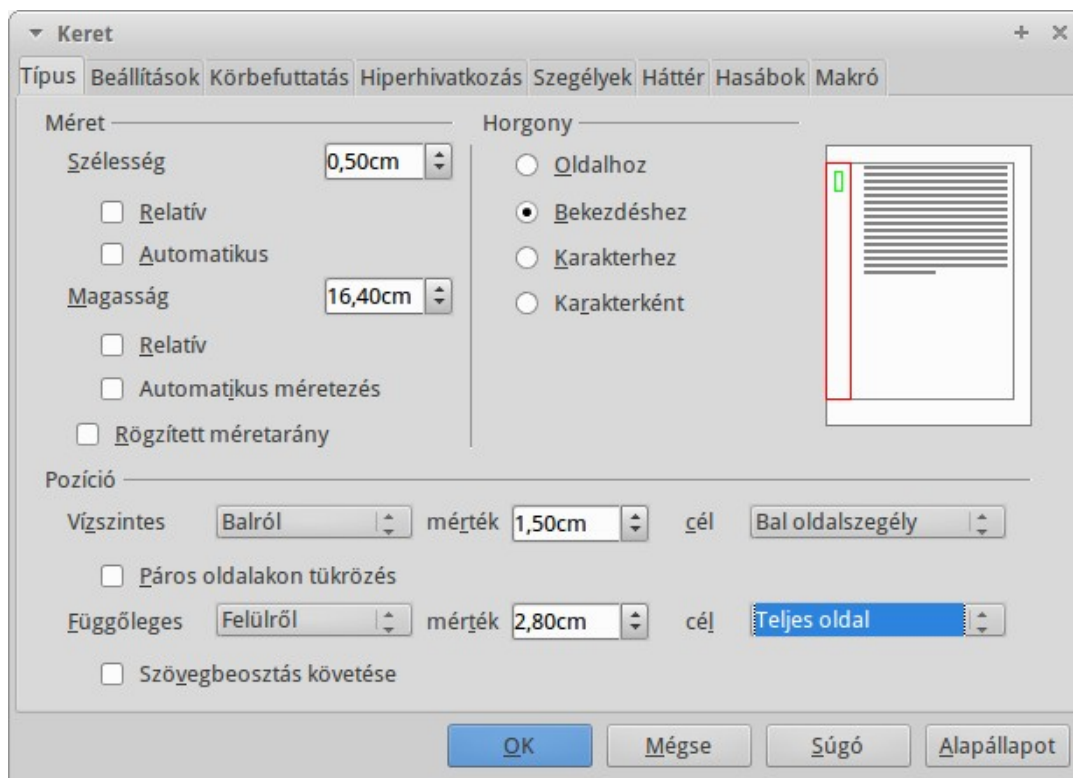 Keret
Típus Beállítások Körbefuttatás Hiperhivatkozás Szegélyek Háttér Hasábok Makró
Méret
Szélesség 0,50cm
Relatív
Automatikus
Magasság 16,40cm
Relatív
Automatikus méretezés
Rögzített méretarány
Horgony
Oldalhoz
Bekezdéshez
Karakterhez
Karakterként
Pozíció
Vízszintes Balról mérték 1,50cm cél Bal oldalszegély
Páros oldalakon tükrözés
Függőleges Felülről mérték 2,80cm cél Teljes oldal
Szövegbeosztás követése
OK Mégse Súgó Alapállapot